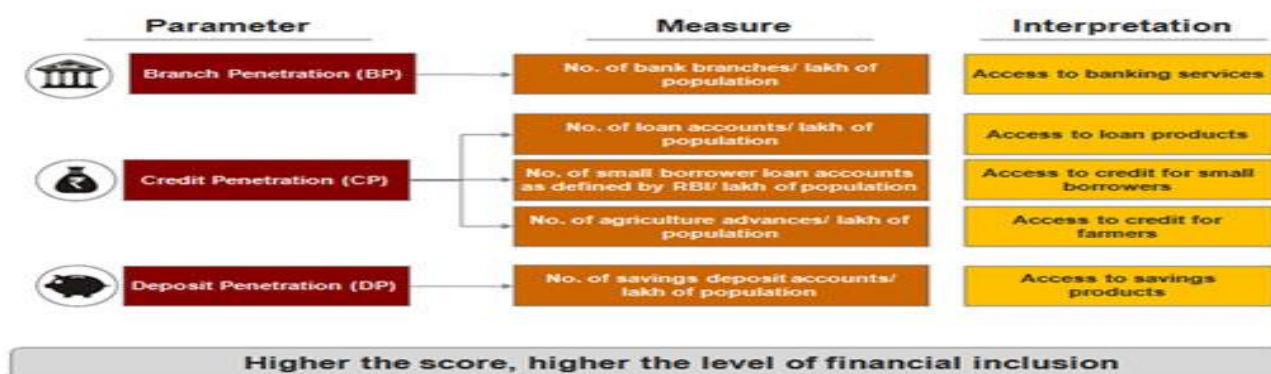 Parameter
Measure
Interpretation
Branch Penetration (BP)
No. of bank branches/ lakh of
population
Access to banking services
Credit Penetration (CP)
No. of loan accounts/ lakh of
population
Access to loan products
No. of small borrower loan accounts
as defined by RBI/ lakh of population
Access to credit for small
borrowers
No. of agriculture advances/ lakh of
population
Access to credit for
farmers
Deposit Penetration (DP)
No. of savings deposit accounts/
lakh of population
Access to savings
products
Higher the score, higher the level of financial inclusion